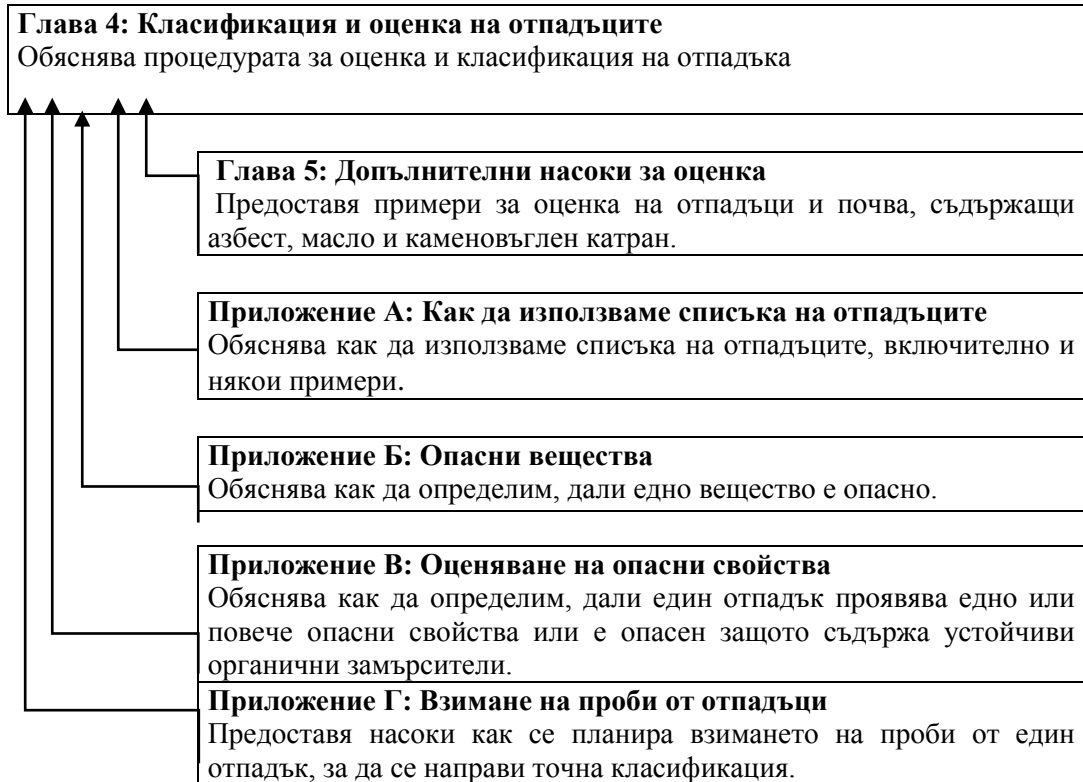 Глава 4: Класификация и оценка на отпадъците
Обяснява процедурата за оценка и класификация на отпадъка
Глава 5: Допълнителни насоки за оценка
Предоставя примери за оценка на отпадъци и почва, съдържащи
азбест, масло и каменовъглен катран.
Приложение А: Как да използваме списъка на отпадъците
Обяснява как да използваме списъка на отпадъците, включително и
някои примери.
Приложение Б: Опасни вещества
Обяснява как да определим, дали едно вещество е опасно.
Приложение В: Оценяване на опасни свойства
Обяснява как да определим, дали един отпадък проявява едно или
повече опасни свойства или е опасен защото съдържа устойчиви
органични замърсители.
Приложение Г: Взимане на проби от отпадъци
Предоставя насоки как се планира взимането на проби от един
отпадък, за да се направи точна класификация.